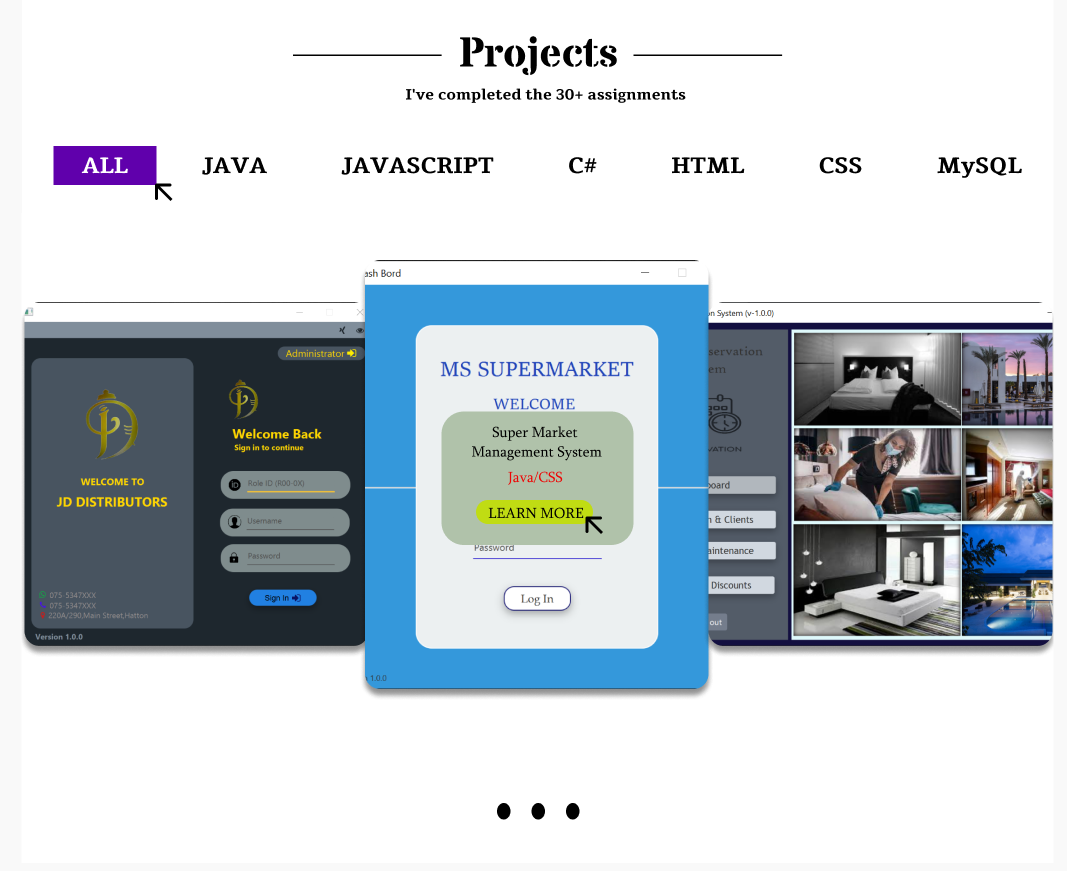 Projects
I've completed the 30+ assignments
ALL
JAVA
JAVASCRIPT
C#
HTML
CSS
MySQL
Administrator
WELCOME TO
JD DISTRIBUTORS
075-5347XXX
075-5347XXX
220A/290,Main Street,Hatton
Version 1.0.0
Welcome Back
Sign in to continue
ID
Role ID (R00-0X)
Username
Password
Sign in
ash Bord
MS SUPERMARKET
WELCOME
Super Market
Management System
Java/CSS
LEARN MORE
Password
Log In
1.0.0
on System (v-1.0.0)
servation
em
VATION
board
n & Clients
aintenance
Discounts
out